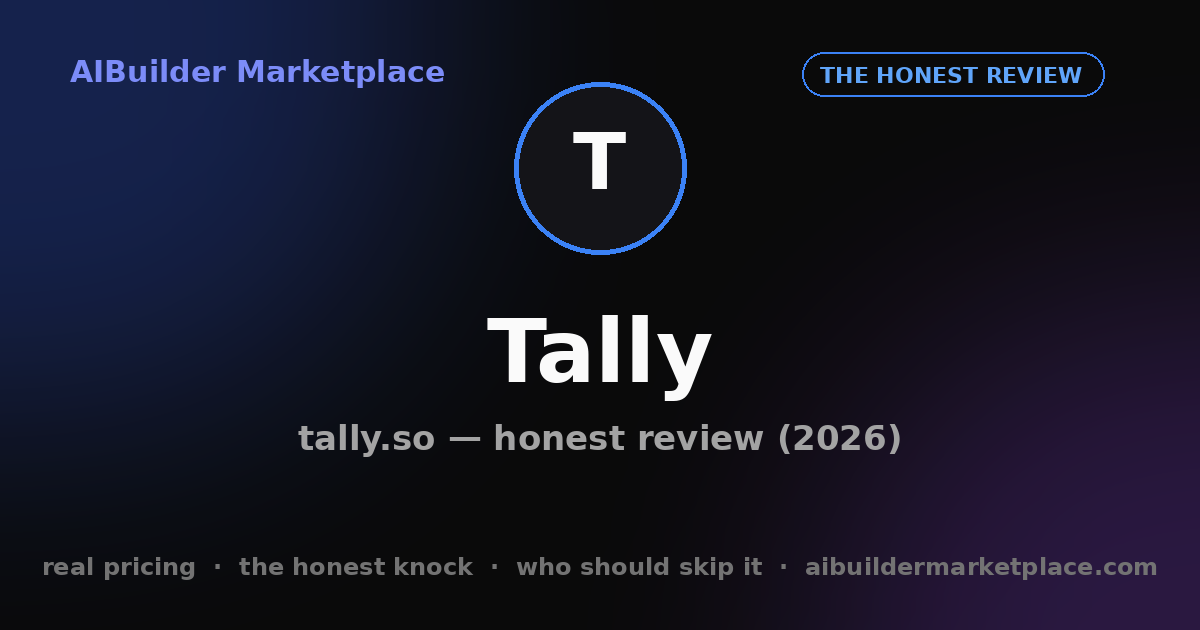 AIBuilder Marketplace
THE HONEST REVIEW
T
Tally
tally.so — honest review (2026)
real pricing · the honest knock · who should skip it · aibuildermarketplace.com